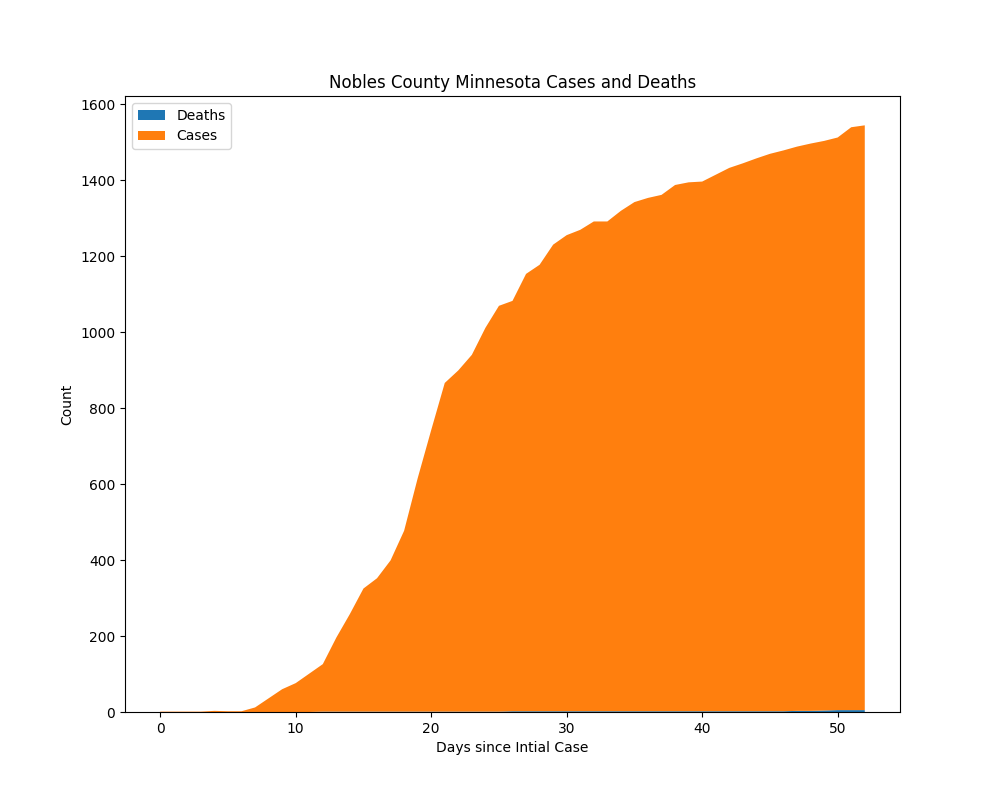 Nobles County Minnesota Cases and Deaths
Deaths
Cases
1600
1400
1200
1000
800
600
400
200
0
Count
0 10 20 30 40 50
Days since Intial Case